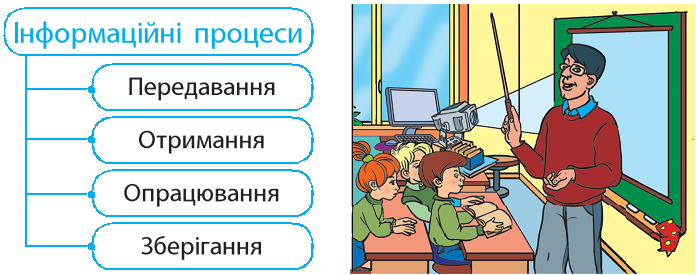 Інформаційні процеси
Передавання
Отримання
Опрацювання
Зберігання